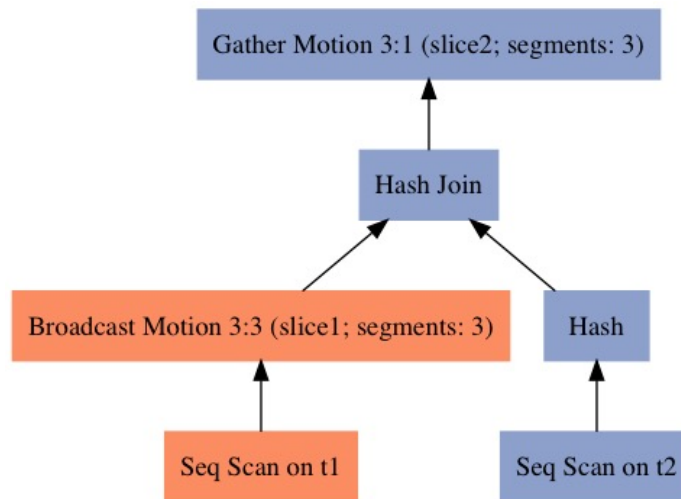 Gather Motion 3:1 (slice2; segments: 3)
Hash Join
Broadcast Motion 3:3 (slice1; segments: 3)
Hash
Seq Scan on t1
Seq Scan on t2